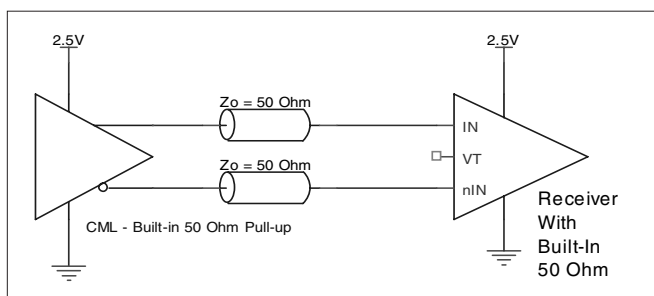 2.5V
2.5V
Zo = 50 Ohm
IN
VT
Zo = 50 Ohm
nIN
CML - Built-in 50 Ohm Pull-up
Receiver
With
Built-In
50 Ohm